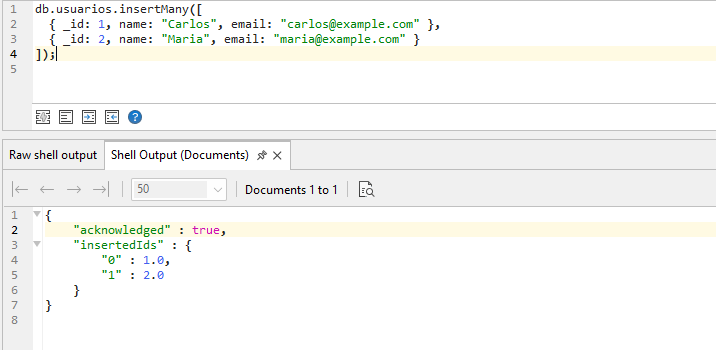 1 db.usuarios.insertMany([
2   { _id: 1, name: "Carlos", email: "carlos@example.com" },
3   { _id: 2, name: "Maria", email: "maria@example.com" }
4 ]);
5
Raw shell output Shell Output (Documents)
50 Documents 1 to 1
1 {
2     "acknowledged" : true,
3     "insertedIds" : {
4         "0" : 1.0,
5         "1" : 2.0
6     }
7 }
8